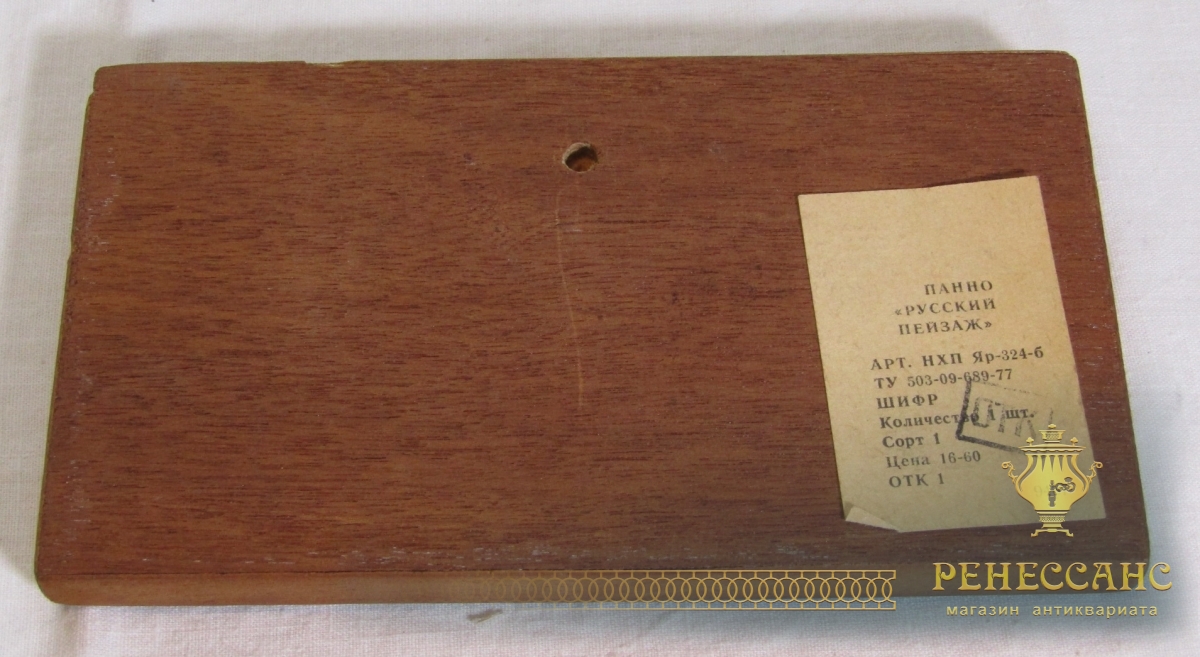 ПАННО
«РУССКИЙ
ПЕЙЗАЖ»
АРТ. НХП Яр-324-б
ТУ 503-09-689-77
ШИФР
Количество 1 шт.
Сорт 1
Цена 16-60
ОТК 1
ОТК
РЕНЕССАНС
магазин антиквариата